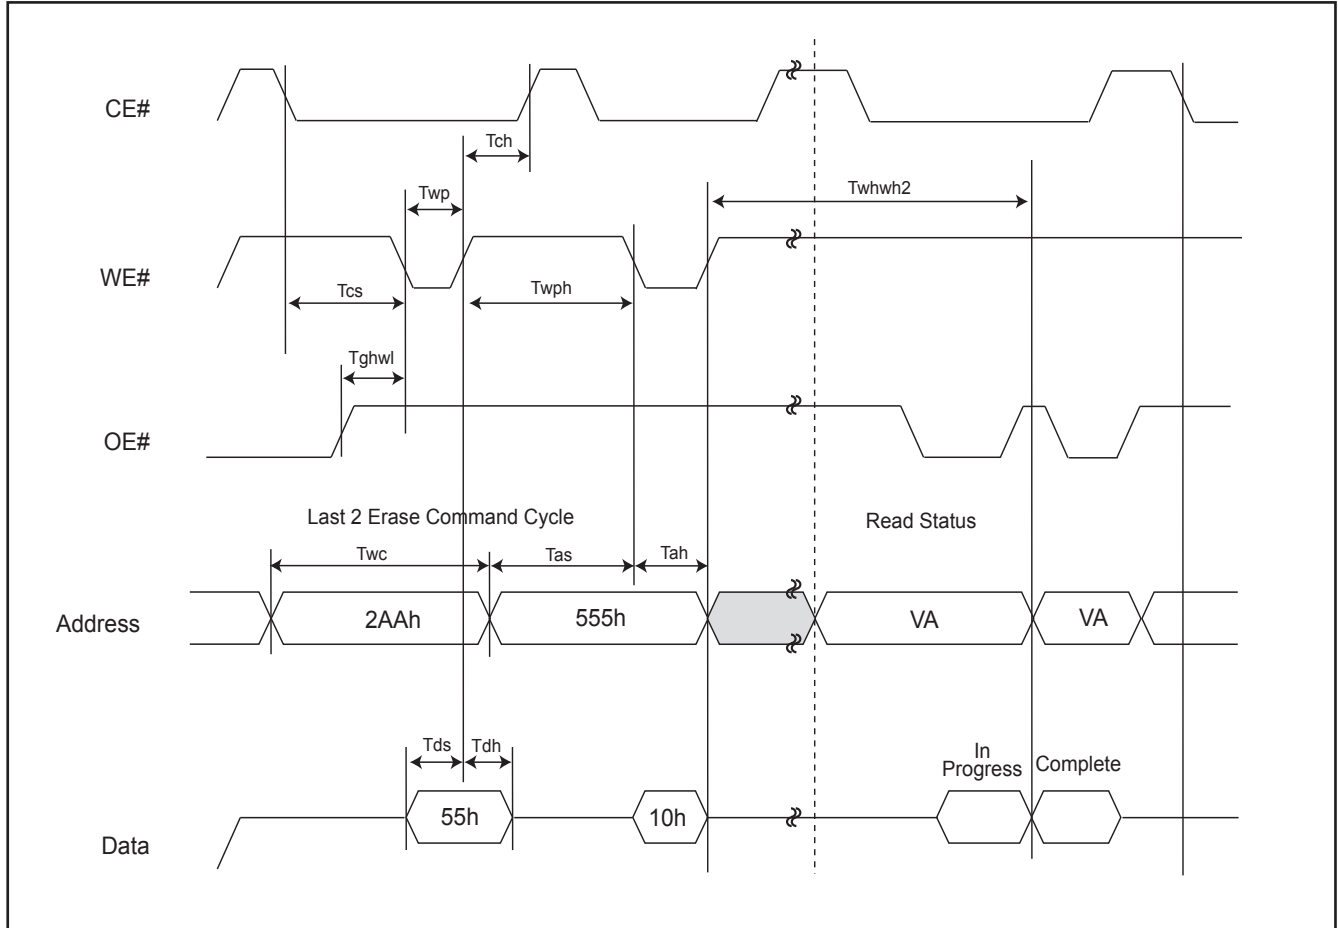 CE#
Tch
Twp
Twhwh2
WE#
Tcs
Twph
Tghwl
OE#
Last 2 Erase Command Cycle
Read Status
Twc
Tas
Tah
Address
2AAh
555h
VA
VA
Tds
Tdh
In
Progress
Complete
55h
10h
Data